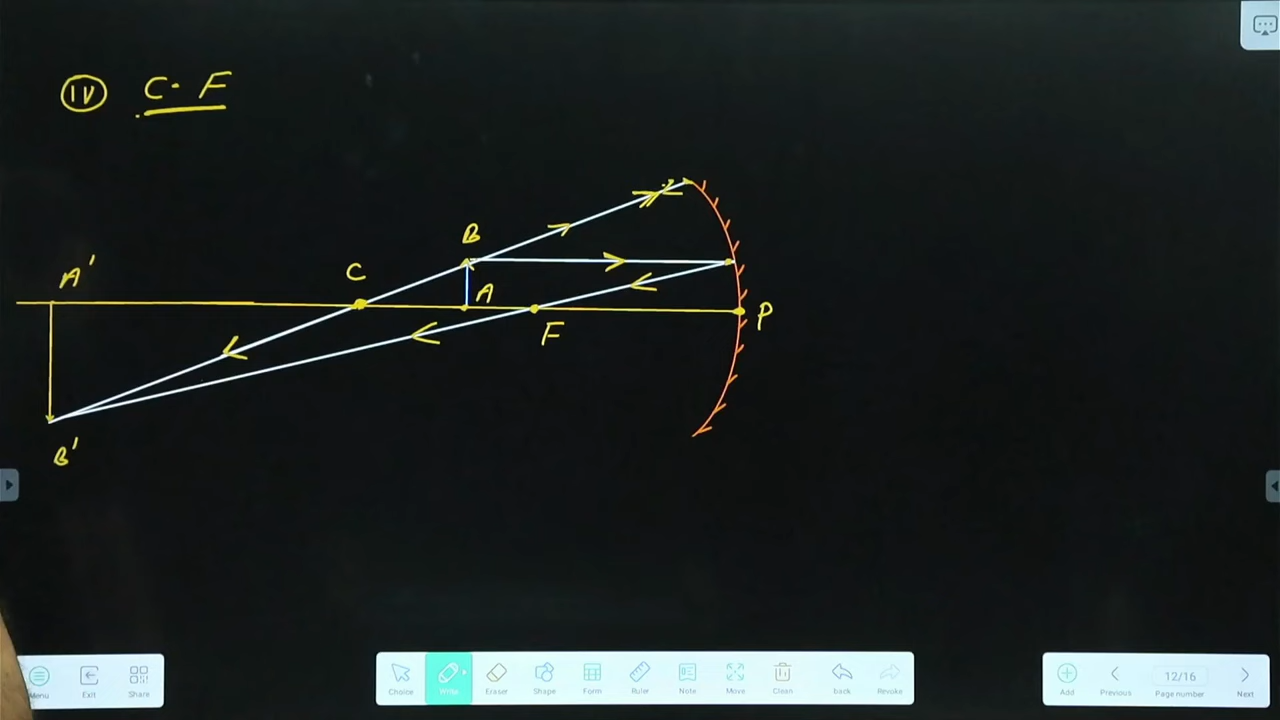 IV C - F
B
A' C A
F P
B'
Menu Exit Share
Choice Write Eraser Shape Form Ruler Note Move Clean back Revoke
Add Previous 12/16 Page number Next